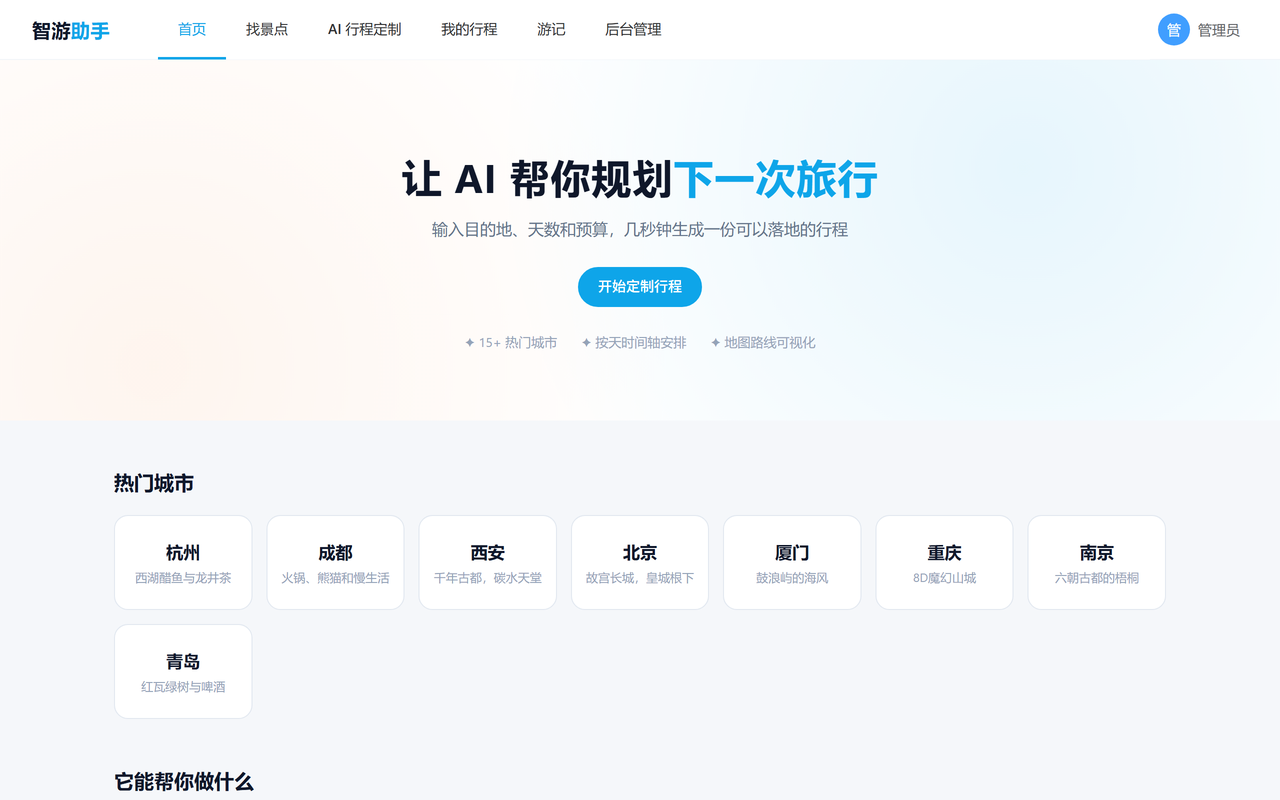 智游助手
首页
找景点
AI 行程定制
我的行程
游记
后台管理
管
管理员
让 AI 帮你规划下一次旅行
输入目的地、天数和预算，几秒钟生成一份可以落地的行程
开始定制行程
✦ 15+ 热门城市
✦ 按天时间轴安排
✦ 地图路线可视化
热门城市
杭州
西湖醋鱼与龙井茶
成都
火锅、熊猫和慢生活
西安
千年古都，碳水天堂
北京
故宫长城，皇城根下
厦门
鼓浪屿的海风
重庆
8D魔幻山城
南京
六朝古都的梧桐
青岛
红瓦绿树与啤酒
它能帮你做什么